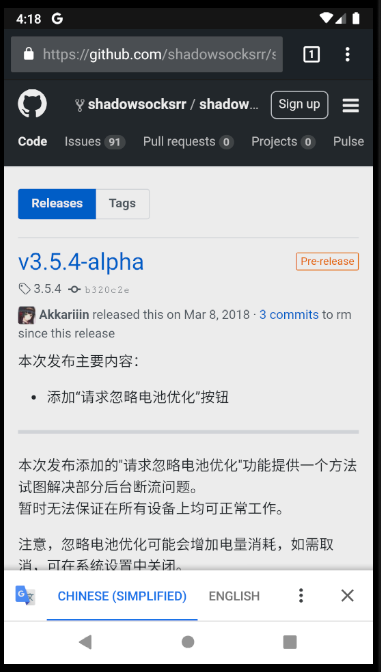 4:18 G
https://github.com/shadowsocksrr/s
1
shadowsocksrr / shadow...
Sign up
Code Issues 91 Pull requests 0 Projects 0 Pulse
Releases Tags
v3.5.4-alpha
Pre-release
3.5.4 b320c2e
Akkariiin released this on Mar 8, 2018 · 3 commits to rm
since this release
本次发布主要内容：
• 添加“请求忽略电池优化”按钮
本次发布添加的"请求忽略电池优化"功能提供一个方法
试图解决部分后台断流问题。
暂时无法保证在所有设备上均可正常工作。
注意，忽略电池优化可能会增加电量消耗，如需取
消，可在系统设置中关闭。
CHINESE (SIMPLIFIED) ENGLISH